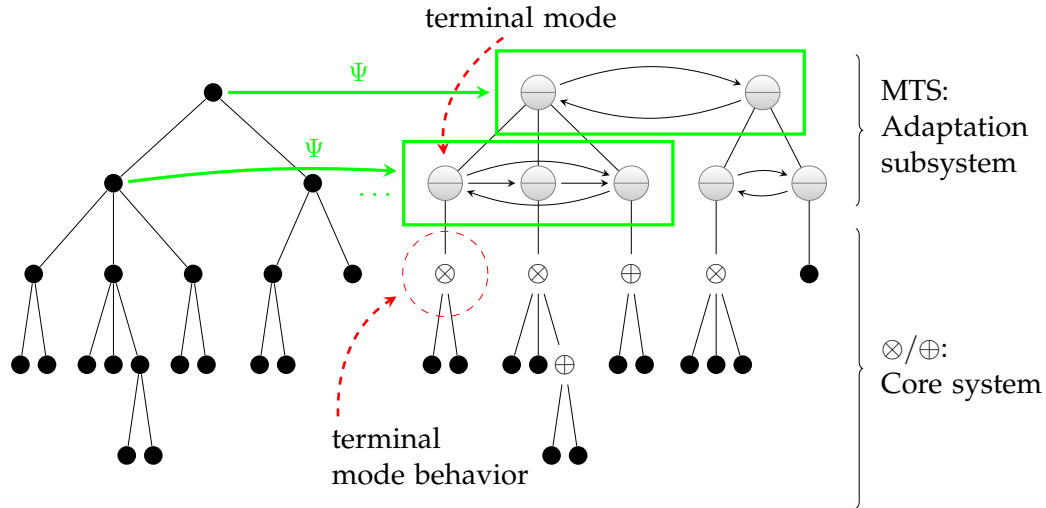 terminal mode
Ψ
Ψ
...
MTS:
Adaptation
subsystem
⊗/⊕:
Core system
terminal
mode behavior